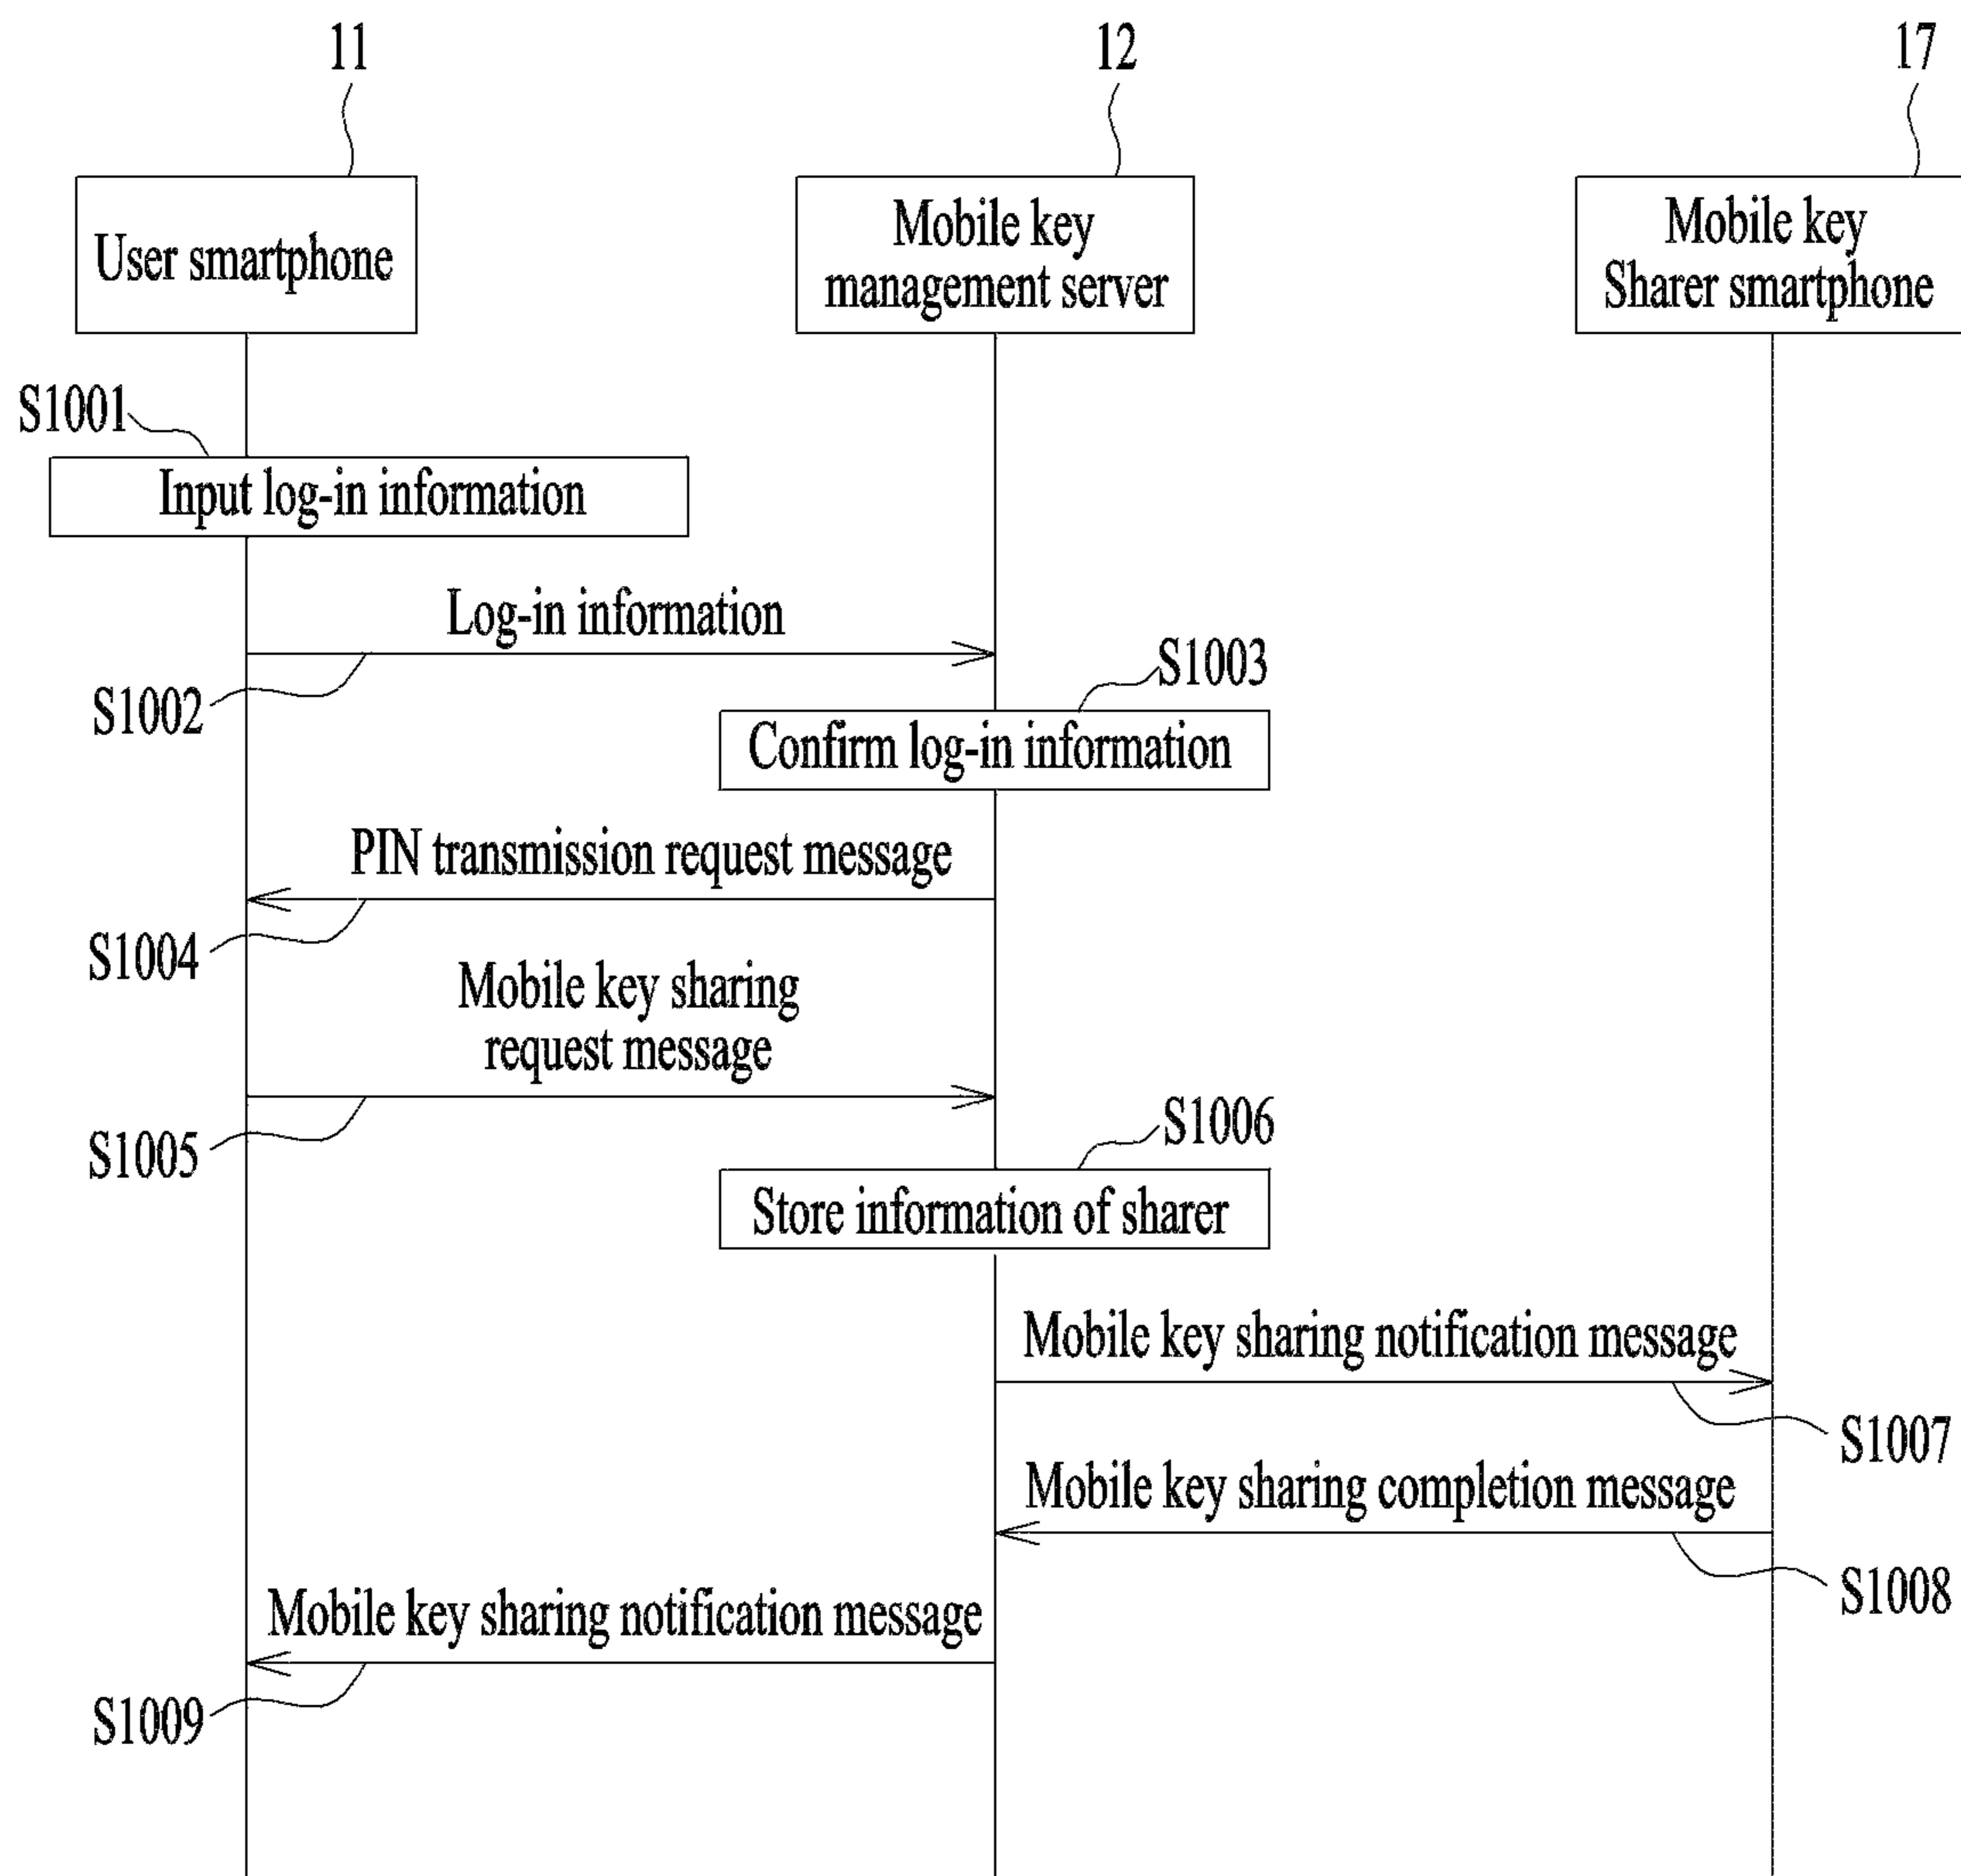 11
12
17
User smartphone
Mobile key
management server
Mobile key
Sharer smartphone
S1001
Input log-in information
Log-in information
S1002
S1003
Confirm log-in information
PIN transmission request message
S1004
Mobile key sharing
request message
S1005
S1006
Store information of sharer
Mobile key sharing notification message
S1007
Mobile key sharing completion message
S1008
Mobile key sharing notification message
S1009